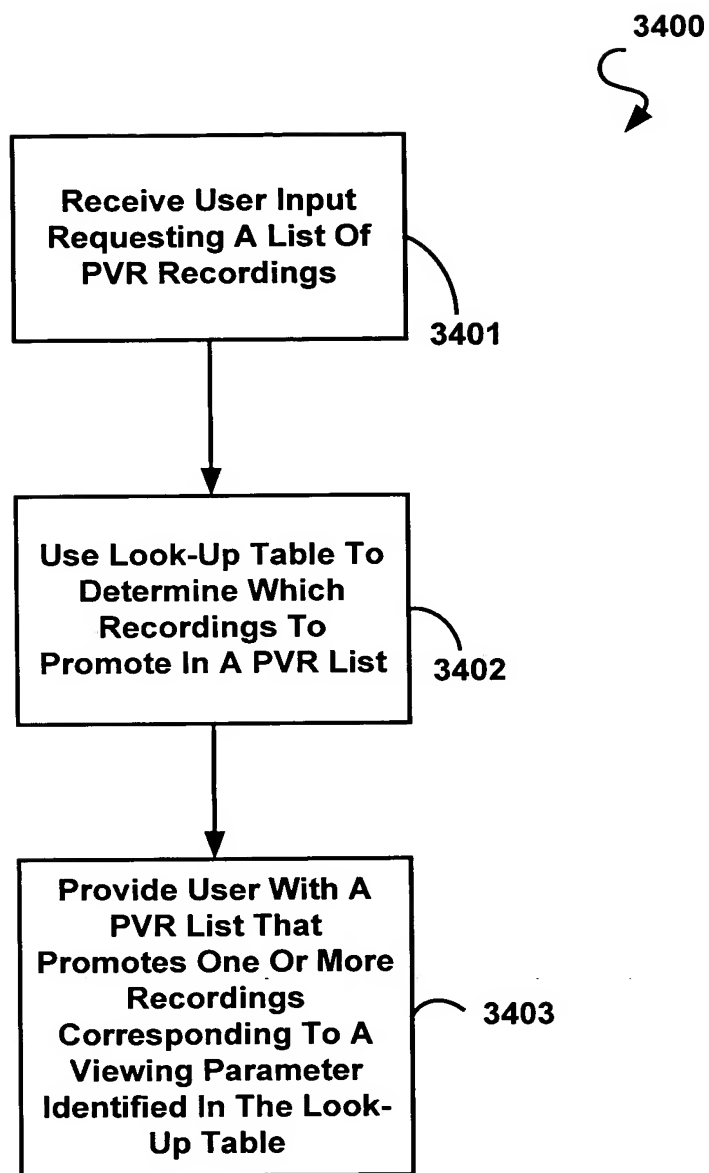 3400
Receive User Input
Requesting A List Of
PVR Recordings
3401
Use Look-Up Table To
Determine Which
Recordings To
Promote In A PVR List
3402
Provide User With A
PVR List That
Promotes One Or More
Recordings
Corresponding To A
Viewing Parameter
Identified In The Look-
Up Table
3403